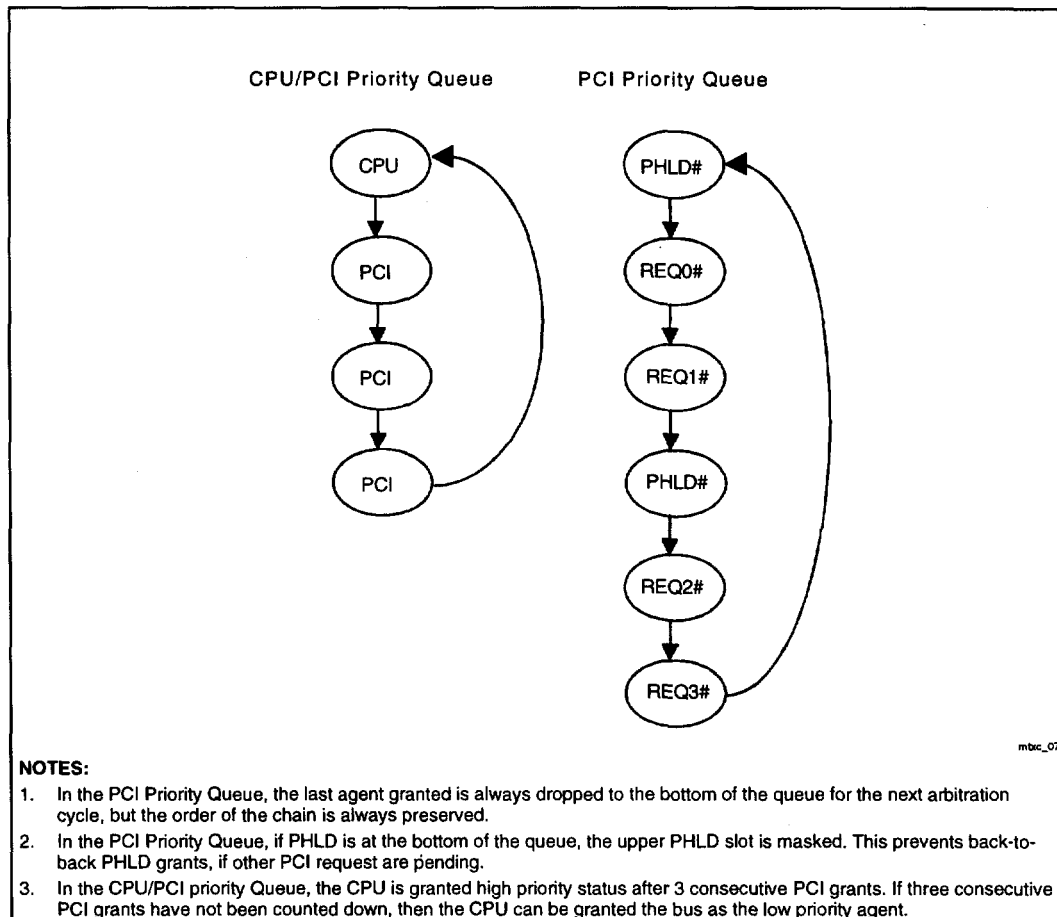 CPU/PCI Priority Queue
PCI Priority Queue
CPU
PCI
PCI
PCI
PHLD#
REQ0#
REQ1#
PHLD#
REQ2#
REQ3#
mtxc_07
NOTES:
1. In the PCI Priority Queue, the last agent granted is always dropped to the bottom of the queue for the next arbitration
cycle, but the order of the chain is always preserved.
2. In the PCI Priority Queue, if PHLD is at the bottom of the queue, the upper PHLD slot is masked. This prevents back-to-
back PHLD grants, if other PCI request are pending.
3. In the CPU/PCI priority Queue, the CPU is granted high priority status after 3 consecutive PCI grants. If three consecutive
PCI grants have not been counted down, then the CPU can be granted the bus as the low priority agent.